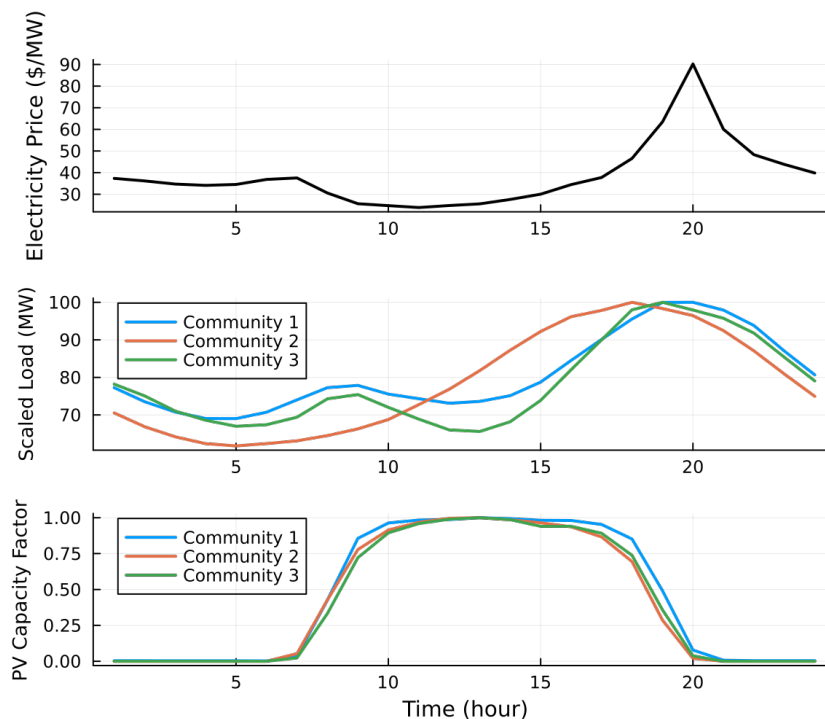 Electricity Price ($/MW)
90
80
70
60
50
40
30
5
10
15
20
Scaled Load (MW)
100
90
80
70
Community 1
Community 2
Community 3
5
10
15
20
PV Capacity Factor
1.00
0.75
0.50
0.25
0.00
Community 1
Community 2
Community 3
5
10
15
20
Time (hour)